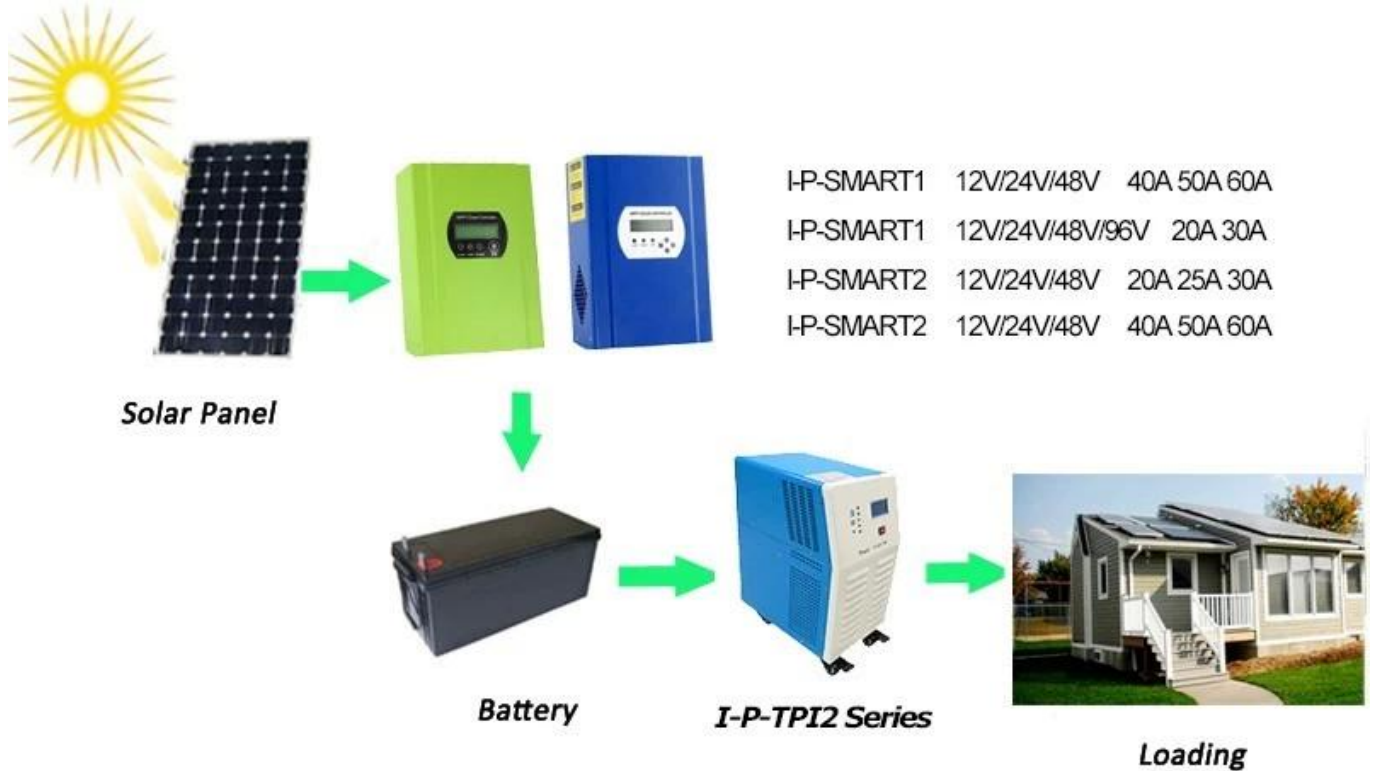 I-P-SMART1 12V/24V/48V 40A 50A 60A
I-P-SMART1 12V/24V/48V/96V 20A 30A
I-P-SMART2 12V/24V/48V 20A 25A 30A
I-P-SMART2 12V/24V/48V 40A 50A 60A
Solar Panel
Battery
I-P-TPI2 Series
Loading